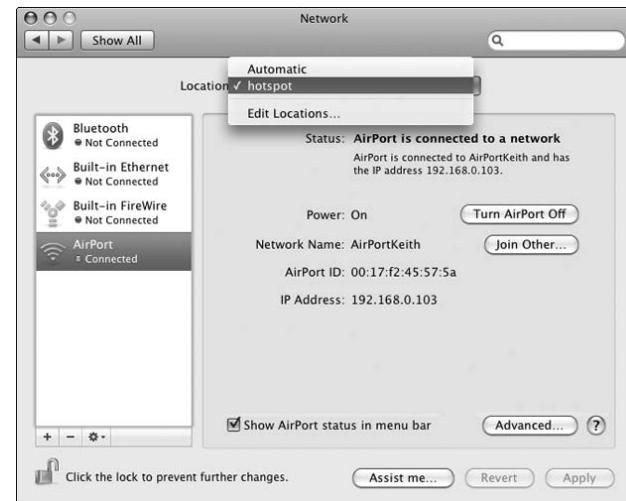 Network
Show All
Location
Automatic
✓ hotspot
Edit Locations...
Bluetooth
Not Connected
Built-in Ethernet
Not Connected
Built-in FireWire
Not Connected
AirPort
Connected
Status: AirPort is connected to a network
AirPort is connected to AirPortKeith and has
the IP address 192.168.0.103.
Power: On
Turn AirPort Off
Network Name: AirPortKeith
Join Other...
AirPort ID: 00:17:f2:45:57:5a
IP Address: 192.168.0.103
Show AirPort status in menu bar
Advanced...
?
+ -
Click the lock to prevent further changes.
Assist me...
Revert
Apply